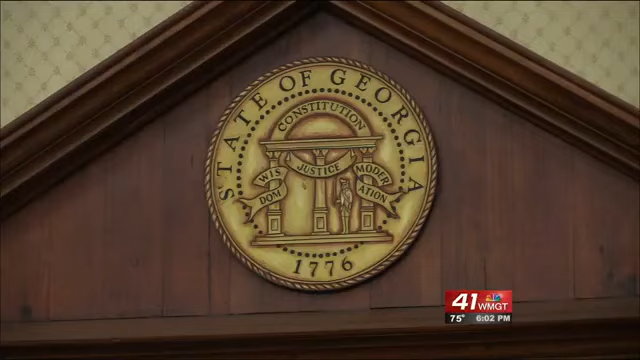 STATE OF GEORGIA
CONSTITUTION
JUSTICE
WIS
DOM
MODER
ATION
1776
41 WMGT
75° 6:02 PM